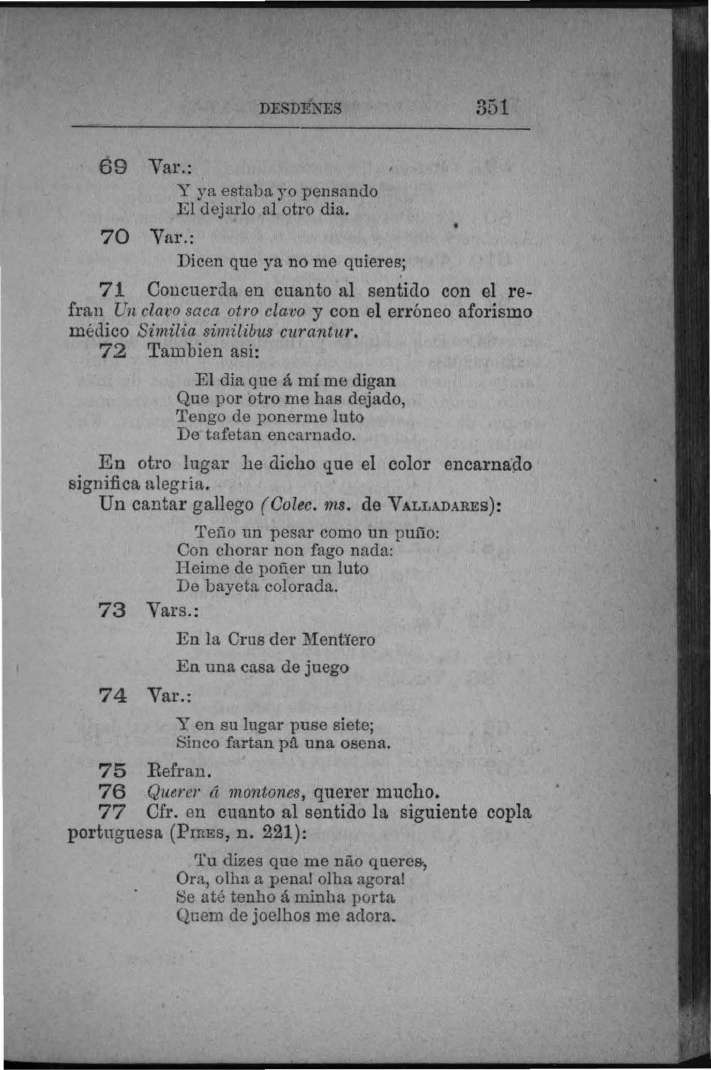 DESDENES 351
69 Var.:
Y ya estaba yo pensando
El dejarlo al otro dia.
70 Var.:
Dicen que ya no me quieres;
71 Concuerda en cuanto al sentido con el re-
fran Un clavo saca otro clavo y con el erróneo aforismo
médico Similia similibus curantur.
72 Tambien asi:
El dia que á mí me digan
Que por otro me has dejado,
Tengo de ponerme luto
De tafetan encarnado.
En otro lugar he dicho que el color encarnado
significa alegria.
Un cantar gallego (Colec. ms. de VALLADARES):
Teño un pesar como un puño:
Con chorar non fago nada:
Heime de poñer un luto
De bayeta colorada.
73 Vars.:
En la Crus der Mentïero
En una casa de juego
74 Var.:
Y en su lugar puse siete;
Sinco fartan pâ una osena.
75 Refran.
76 Querer á montones, querer mucho.
77 Cfr. en cuanto al sentido la siguiente copla
portuguesa (PIRES, n. 221):
Tu dizes que me não queres,
Ora, olha a pena! olha agora!
Se até tenho á minha porta
Quem de joelhos me adora.